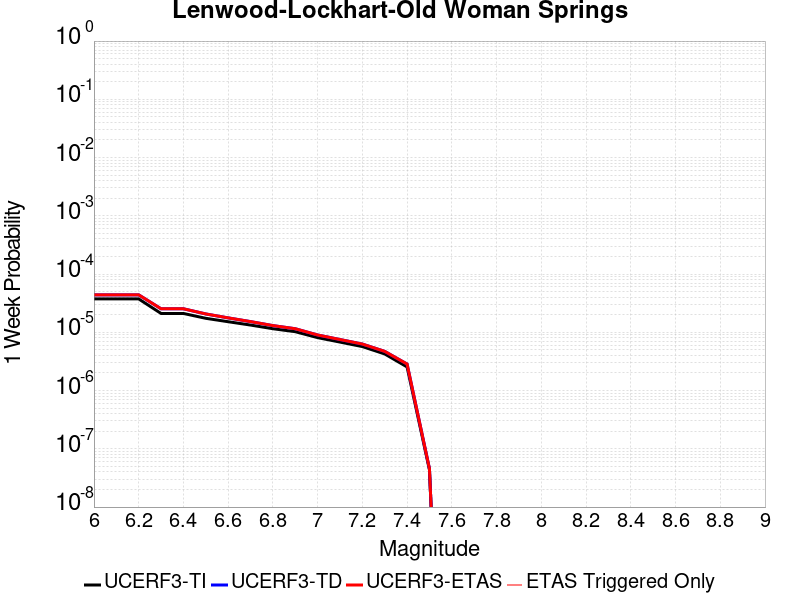 Lenwood-Lockhart-Old Woman Springs
10^0
10^-1
10^-2
10^-3
10^-4
10^-5
10^-6
10^-7
10^-8
1 Week Probability
6 6.2 6.4 6.6 6.8 7 7.2 7.4 7.6 7.8 8 8.2 8.4 8.6 8.8 9
Magnitude
UCERF3-TI UCERF3-TD UCERF3-ETAS ETAS Triggered Only